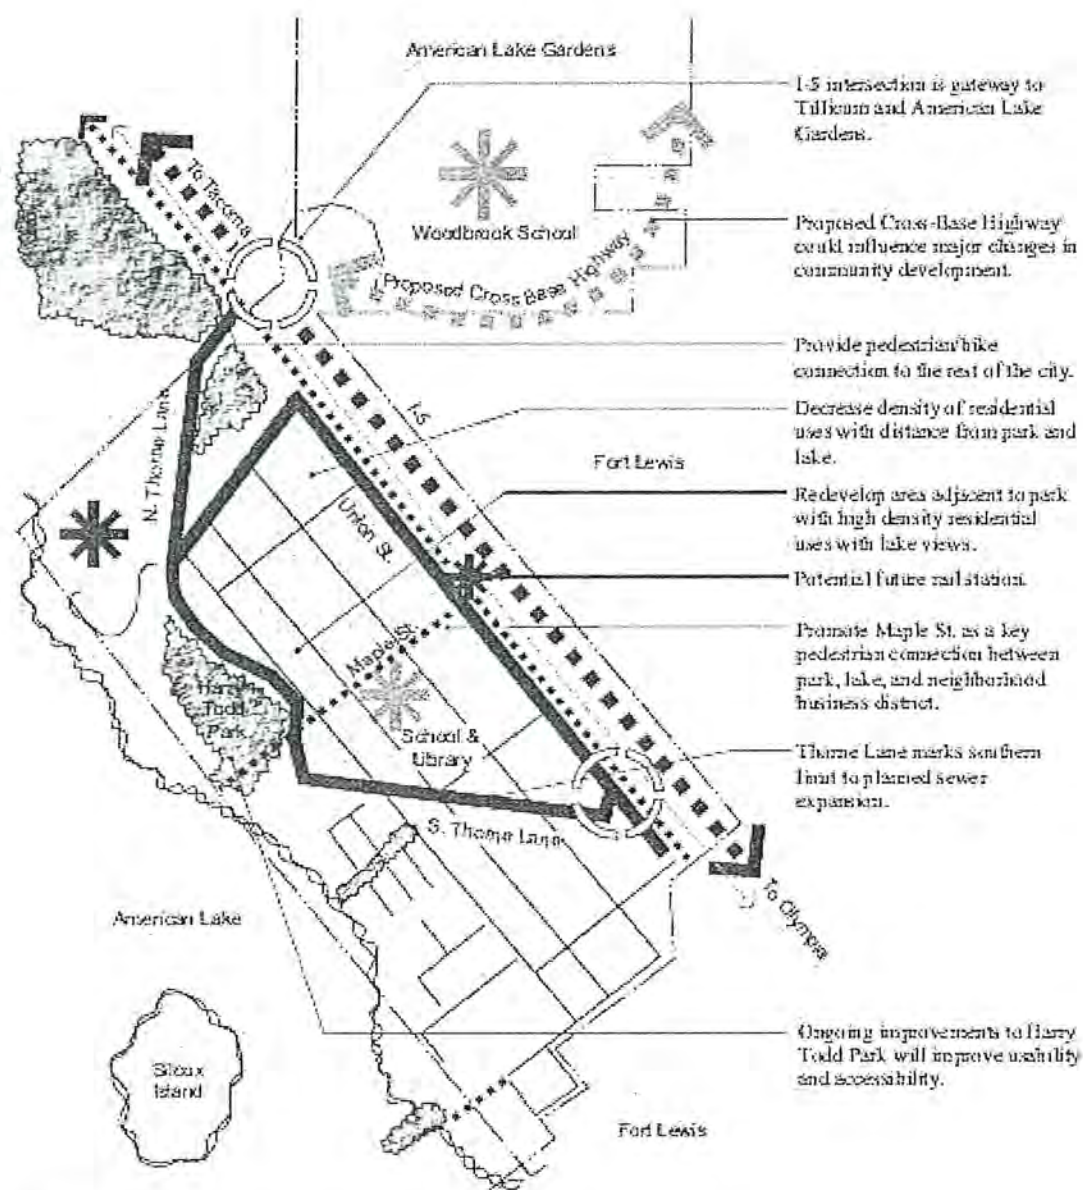 American Lake Gardens
I-5 intersection is gateway to
Tillicum and American Lake
Gardens.
To Tacoma
Woodbrook School
Proposed Cross Base Highway
Proposed Cross-Base Highway
could influence major changes in
community development.
Provide pedestrian/bike
connection to the rest of the city.
I-5
N. Thorne Lane
Decrease density of residential
uses with distance from park and
lake.
Fort Lewis
Union St.
Redevelop area adjacent to park
with high density residential
uses with lake views.
Potential future rail station.
Maple St.
Promote Maple St. as a key
pedestrian connection between
park, lake, and neighborhood
business district.
Harry
Todd
Park
School &
Library
Thorne Lane marks southern
limit to planned sewer
expansion.
S. Thorne Lane
To Olympia
American Lake
Silcox
Island
Ongoing improvements to Harry
Todd Park will improve usability
and accessibility.
Fort Lewis